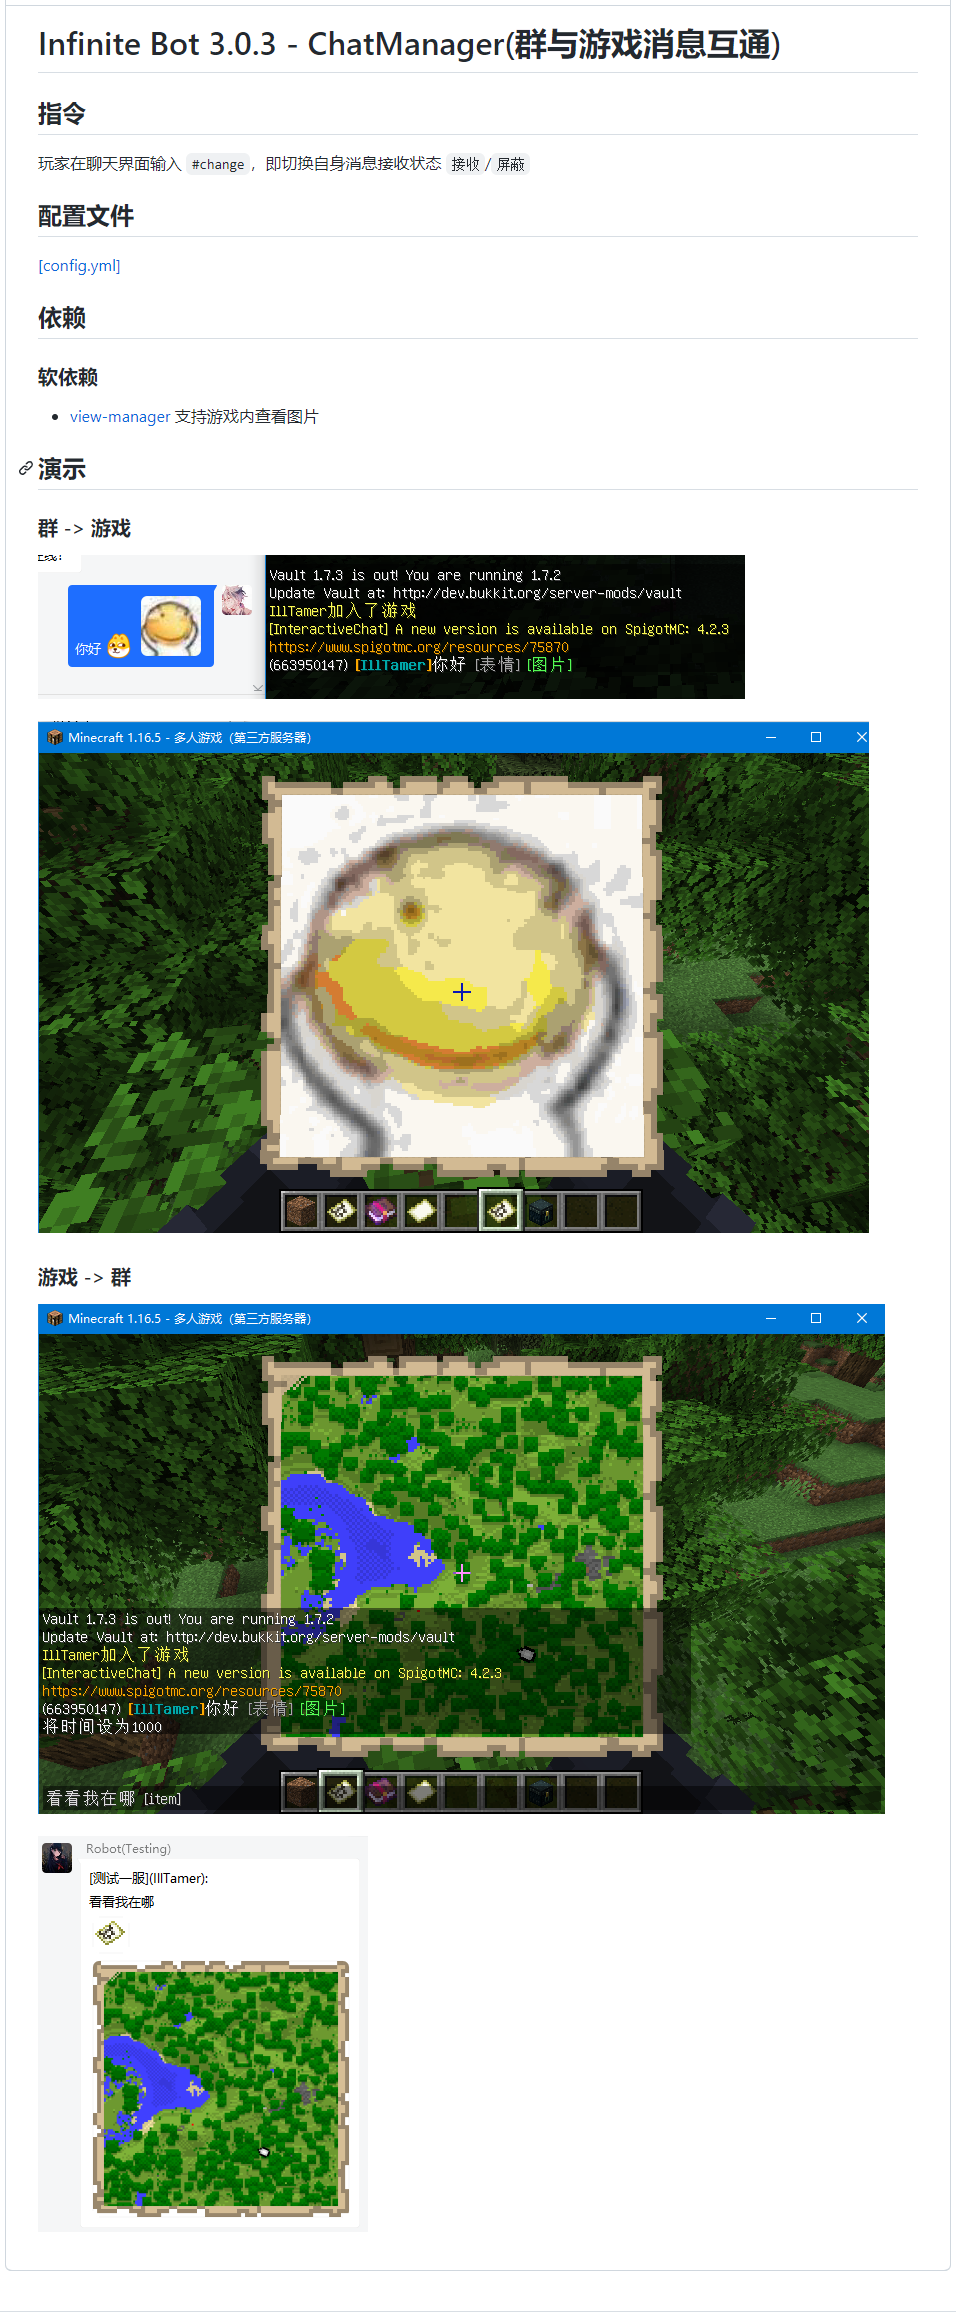 Infinite Bot 3.0.3 - ChatManager(群与游戏消息互通)
指令
玩家在聊天界面输入 #change，即切换自身消息接收状态 接收 / 屏蔽
配置文件
[config.yml]
依赖
软依赖
view-manager 支持游戏内查看图片
演示
群 -> 游戏
你好
Vault 1.7.3 is out! You are running 1.7.2
Update Vault at: http://dev.bukkit.org/server-mods/vault
IllTamer加入了游戏
[InteractiveChat] A new version is available on SpigotMC: 4.2.3
https://www.spigotmc.org/resources/75870
(663950147) [IllTamer]你好 [表情] [图片]
Minecraft 1.16.5 - 多人游戏（第三方服务器）
游戏 -> 群
Minecraft 1.16.5 - 多人游戏（第三方服务器）
Vault 1.7.3 is out! You are running 1.7.2
Update Vault at: http://dev.bukkit.org/server-mods/vault
IllTamer加入了游戏
[InteractiveChat] A new version is available on SpigotMC: 4.2.3
https://www.spigotmc.org/resources/75870
(663950147) [IllTamer]你好 [表情] [图片]
将时间设为1000
看看我在哪 [item]
Robot(Testing)
[测试一服](IllTamer):
看看我在哪